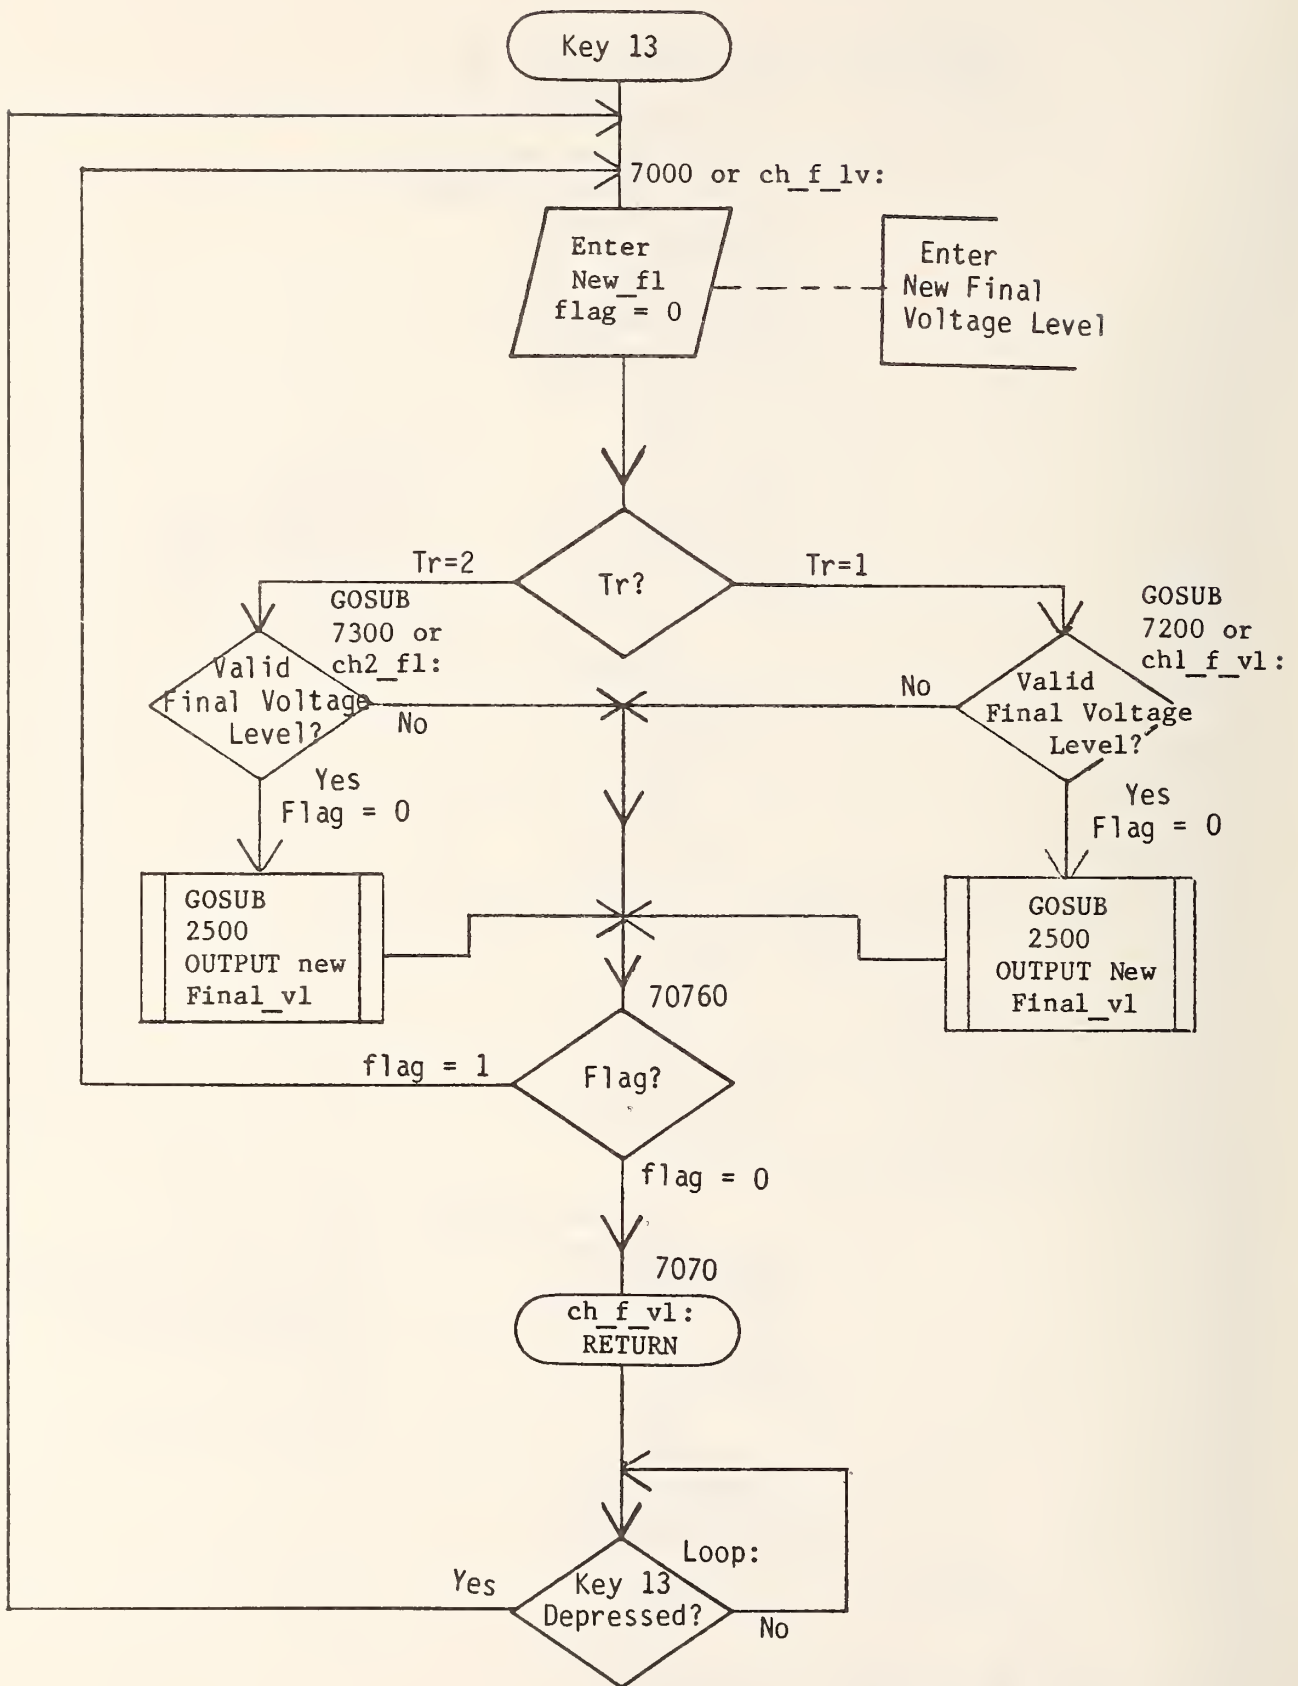 Key 13
7000 or ch_f_lv:
Enter
New_fl
flag = 0
Enter
New Final
Voltage Level
Tr=2
Tr?
Tr=1
GOSUB
7300 or
ch2_fl:
GOSUB
7200 or
chl_f_vl:
Valid
Final Voltage
Level?
No
No
Valid
Final Voltage
Level?
Yes
Flag = 0
Yes
Flag = 0
GOSUB
2500
OUTPUT new
Final_vl
GOSUB
2500
OUTPUT New
Final_vl
70760
flag = 1
Flag?
flag = 0
7070
ch_f_vl:
RETURN
Loop:
Yes
Key 13
Depressed?
No